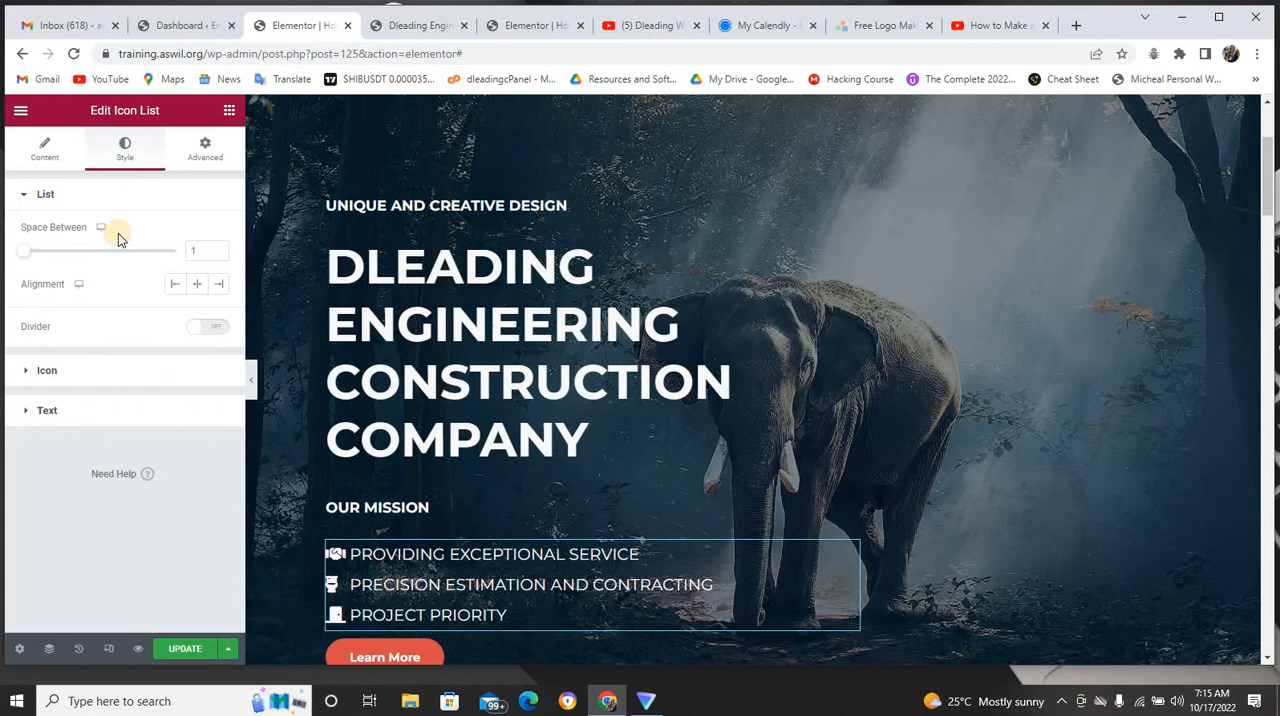 Inbox (718) - a
Dashboard ‹ En
Elementor | Ho
Dleading Engin
Elementor | Ho
(5) Dleading W
My Calendly - E
Free Logo Mak
How to Make a
training.aswil.org/wp-admin/post.php?post=125&action=elementor#
Gmail
YouTube
Maps
News
Translate
SHIBUSDT 0.000035...
dleadingcPanel - M...
Resources and Soft...
My Drive - Google...
Hacking Course
The Complete 2022...
Cheat Sheet
Micheal Personal W...
»
Edit Icon List
Content
Style
Advanced
List
Space Between
1
Alignment
Divider
OFF
Icon
Text
Need Help ?
UPDATE
UNIQUE AND CREATIVE DESIGN
DLEADING
ENGINEERING
CONSTRUCTION
COMPANY
OUR MISSION
PROVIDING EXCEPTIONAL SERVICE
PRECISION ESTIMATION AND CONTRACTING
PROJECT PRIORITY
Learn More
Type here to search
99+
25°C Mostly sunny
7:15 AM
10/17/2022